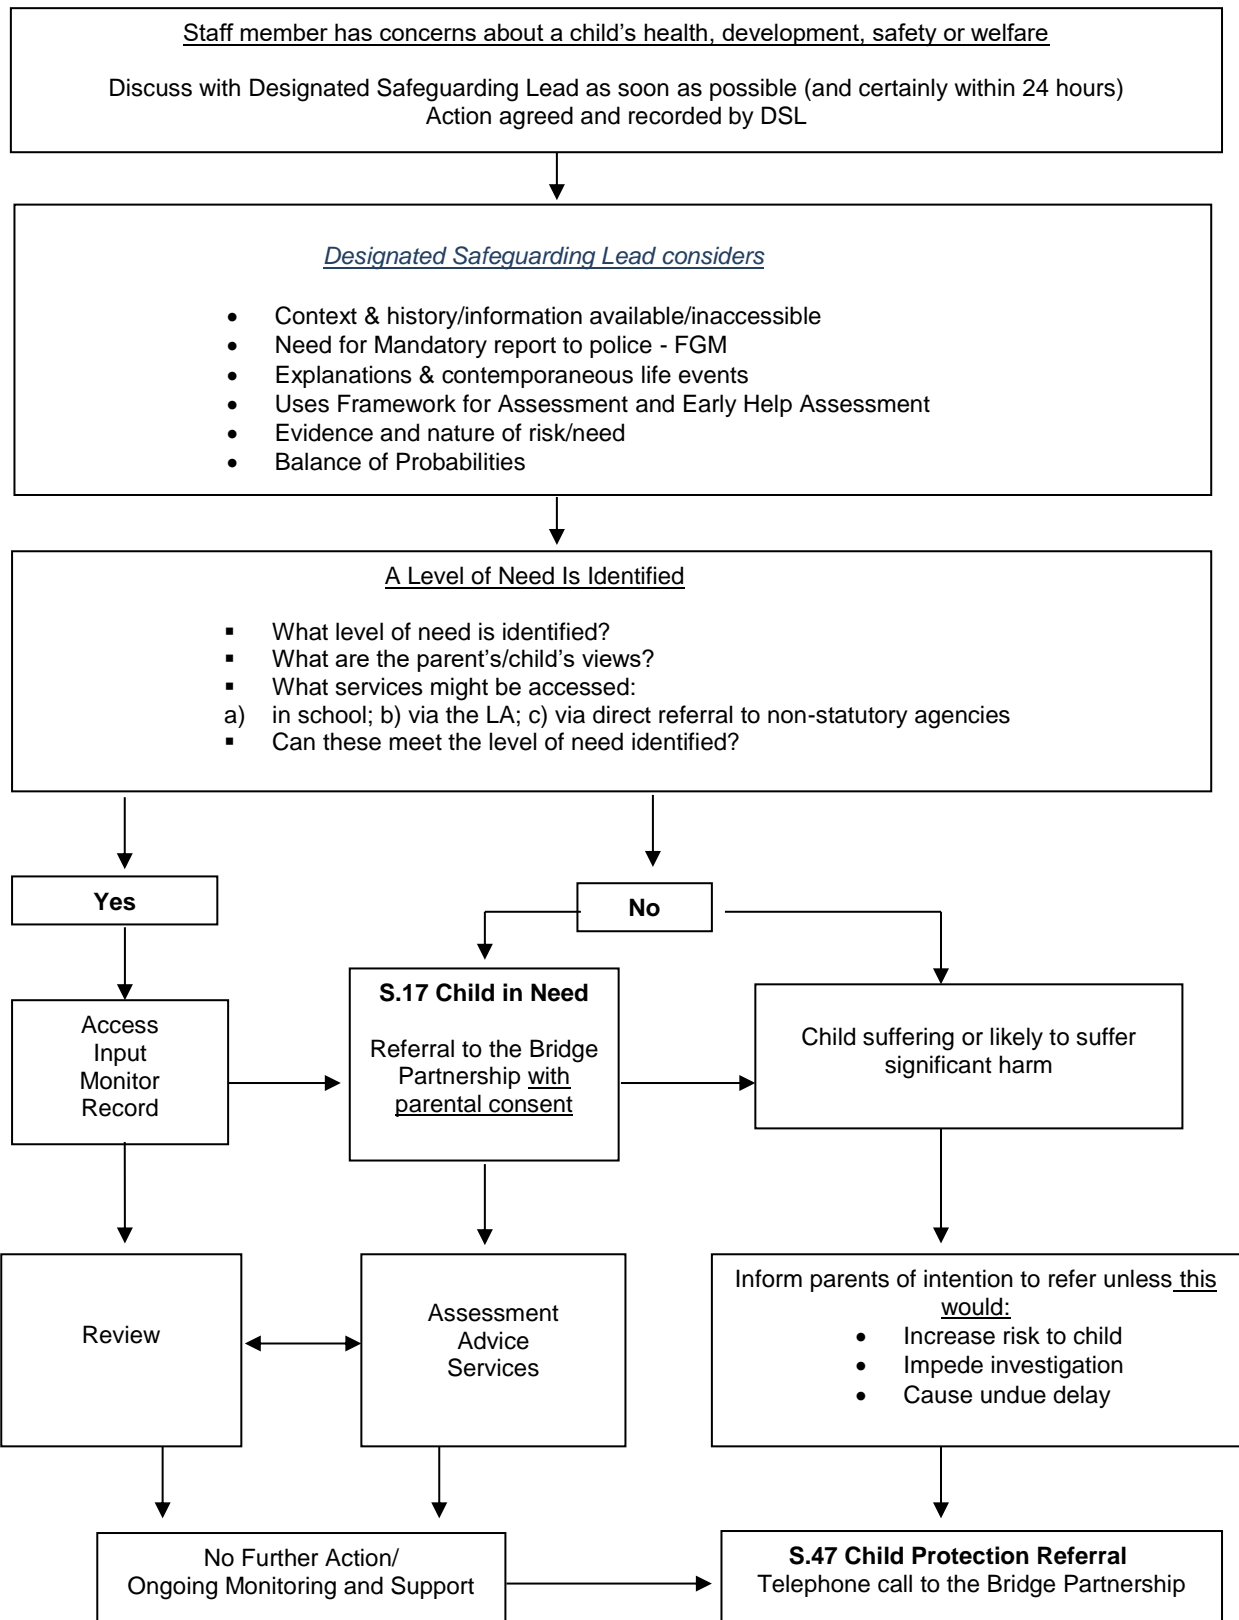 Staff member has concerns about a child's health, development, safety or welfare
Discuss with Designated Safeguarding Lead as soon as possible (and certainly within 24 hours)
Action agreed and recorded by DSL
Designated Safeguarding Lead considers
• Context & history/information available/inaccessible
• Need for Mandatory report to police - FGM
• Explanations & contemporaneous life events
• Uses Framework for Assessment and Early Help Assessment
• Evidence and nature of risk/need
• Balance of Probabilities
A Level of Need Is Identified
▪ What level of need is identified?
▪ What are the parent's/child's views?
▪ What services might be accessed:
a) in school; b) via the LA; c) via direct referral to non-statutory agencies
▪ Can these meet the level of need identified?
Yes
No
Access
Input
Monitor
Record
S.17 Child in Need
Referral to the Bridge
Partnership with
parental consent
Child suffering or likely to suffer
significant harm
Review
Assessment
Advice
Services
Inform parents of intention to refer unless this
would:
• Increase risk to child
• Impede investigation
• Cause undue delay
No Further Action/
Ongoing Monitoring and Support
S.47 Child Protection Referral
Telephone call to the Bridge Partnership